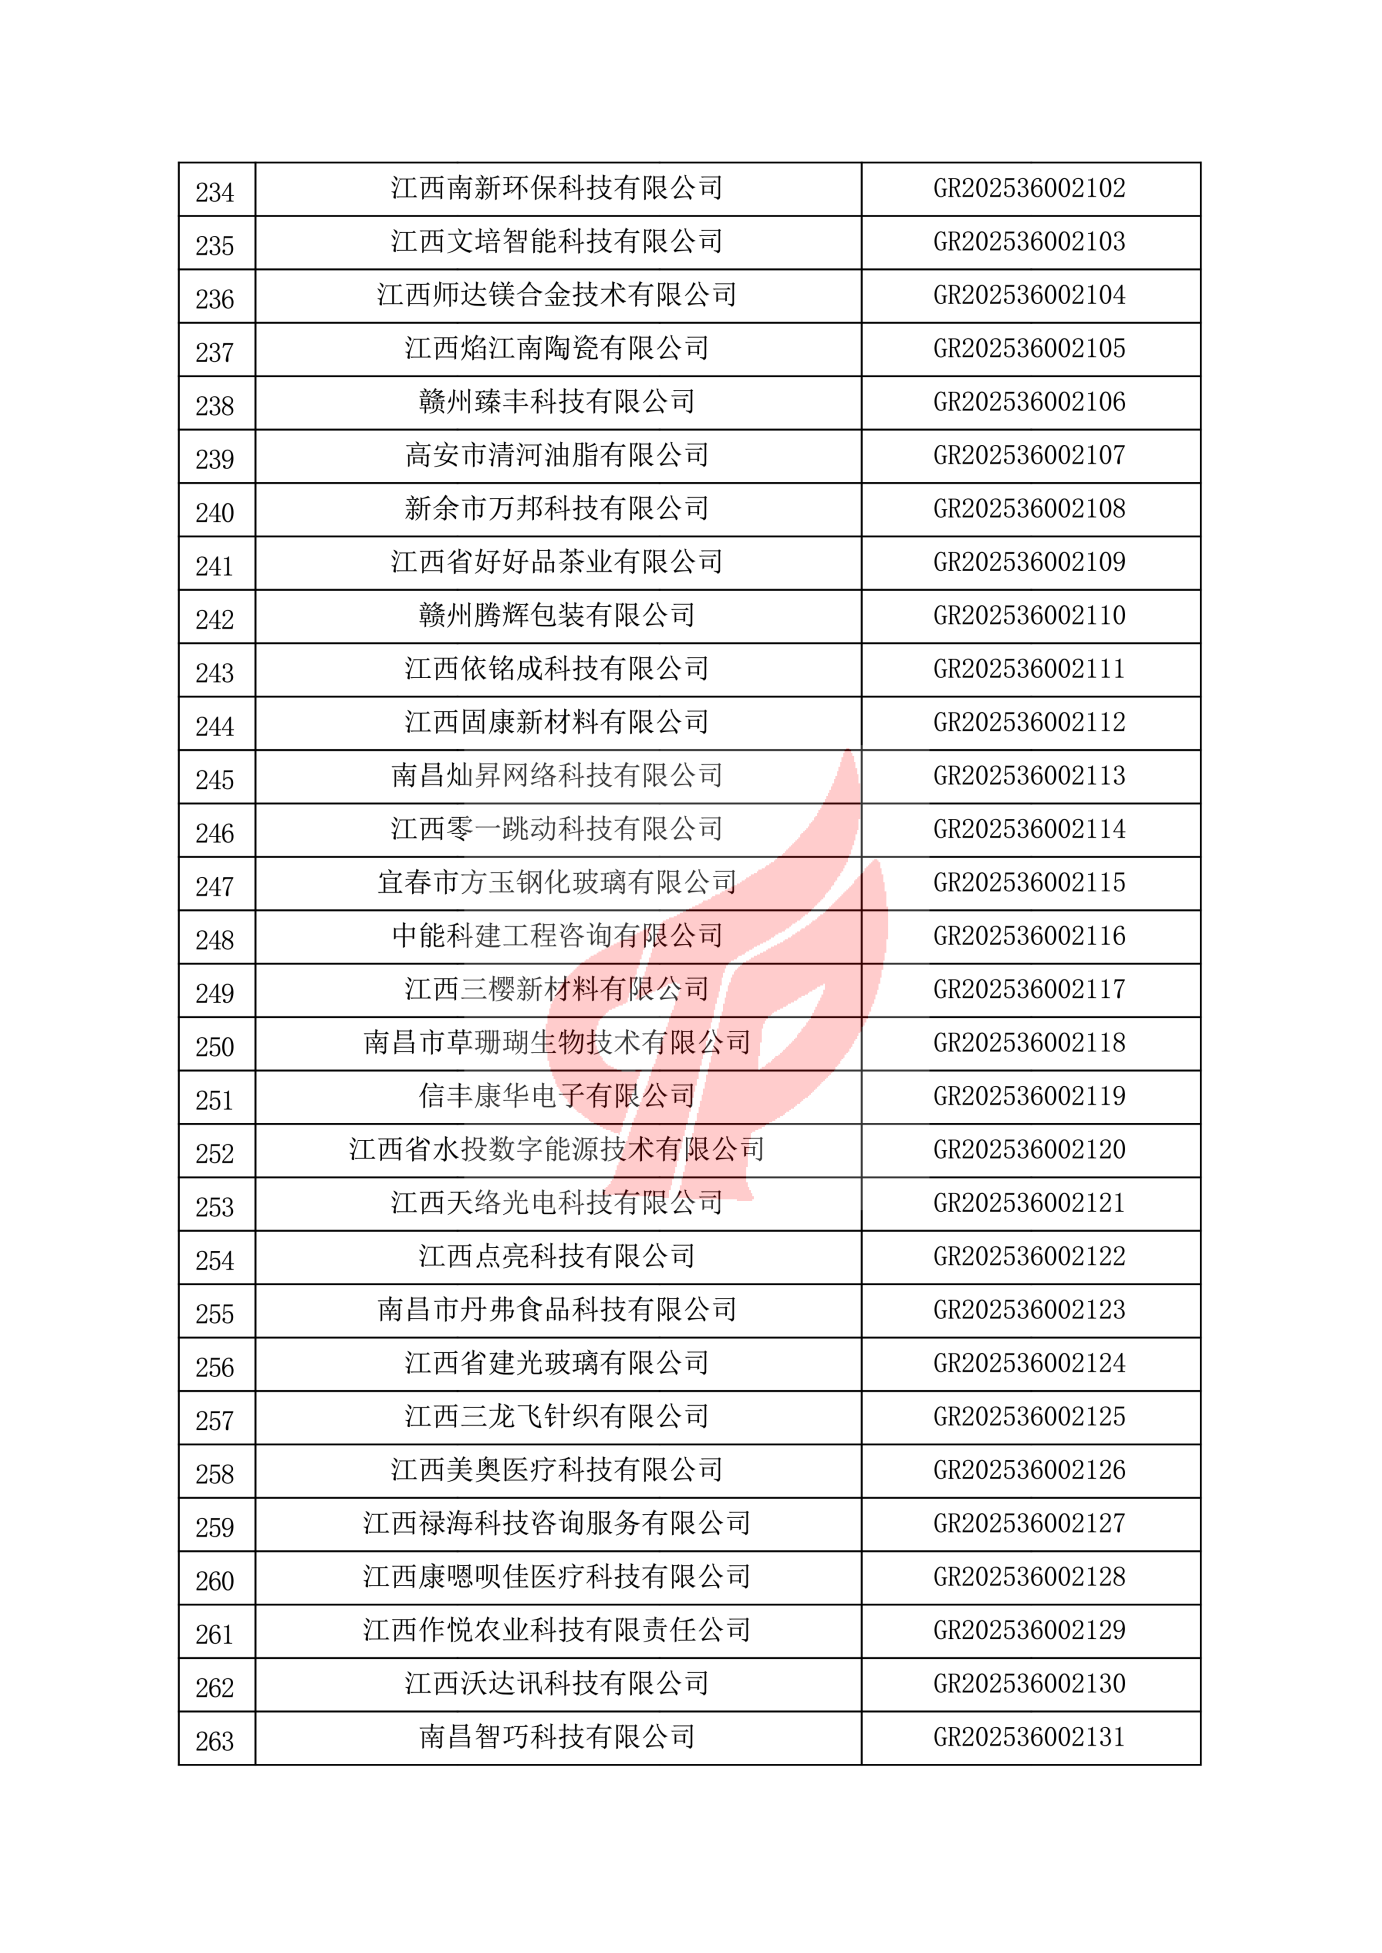 234 江西南新环保科技有限公司 GR202536002102
235 江西文培智能科技有限公司 GR202536002103
236 江西师达镁合金技术有限公司 GR202536002104
237 江西焰江南陶瓷有限公司 GR202536002105
238 赣州臻丰科技有限公司 GR202536002106
239 高安市清河油脂有限公司 GR202536002107
240 新余市万邦科技有限公司 GR202536002108
241 江西省好好品茶业有限公司 GR202536002109
242 赣州腾辉包装有限公司 GR202536002110
243 江西依铭成科技有限公司 GR202536002111
244 江西固康新材料有限公司 GR202536002112
245 南昌灿昇网络科技有限公司 GR202536002113
246 江西零一跳动科技有限公司 GR202536002114
247 宜春市方玉钢化玻璃有限公司 GR202536002115
248 中能科建工程咨询有限公司 GR202536002116
249 江西三樱新材料有限公司 GR202536002117
250 南昌市草珊瑚生物技术有限公司 GR202536002118
251 信丰康华电子有限公司 GR202536002119
252 江西省水投数字能源技术有限公司 GR202536002120
253 江西天络光电科技有限公司 GR202536002121
254 江西点亮科技有限公司 GR202536002122
255 南昌市丹弗食品科技有限公司 GR202536002123
256 江西省建光玻璃有限公司 GR202536002124
257 江西三龙飞针织有限公司 GR202536002125
258 江西美奥医疗科技有限公司 GR202536002126
259 江西禄海科技咨询服务有限公司 GR202536002127
260 江西康嗯呗佳医疗科技有限公司 GR202536002128
261 江西作悦农业科技有限责任公司 GR202536002129
262 江西沃达讯科技有限公司 GR202536002130
263 南昌智巧科技有限公司 GR202536002131